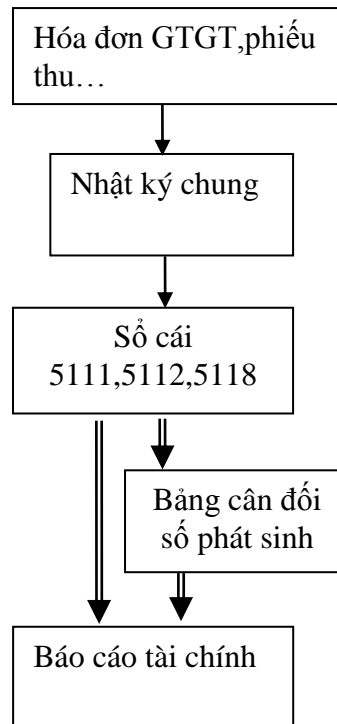 Hóa đơn GTGT,phiếu
thu…
Nhật ký chung
Sổ cái
5111,5112,5118
Bảng cân đối
số phát sinh
Báo cáo tài chính